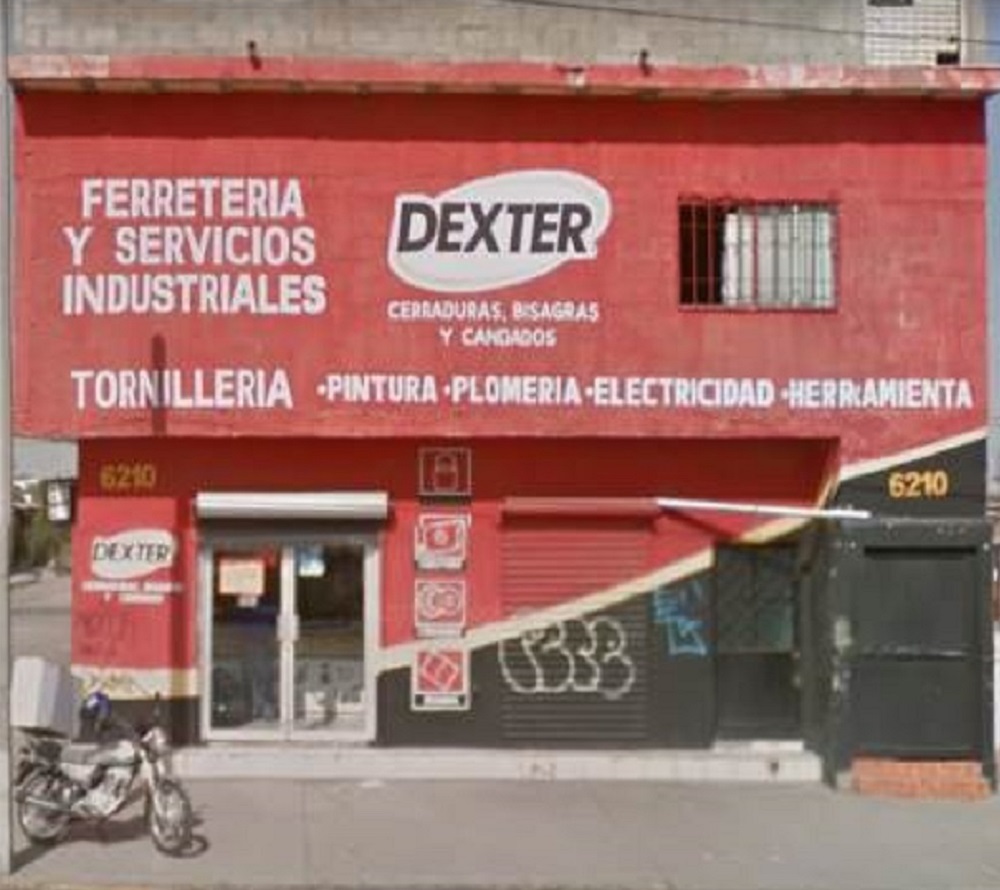 FERRETERIA
Y SERVICIOS
INDUSTRIALES
DEXTER
CERRADURAS, BISAGRAS
Y CANDADOS
TORNILLERIA •PINTURA •PLOMERIA •ELECTRICIDAD •HERRAMIENTA
6210
6210
DEXTER